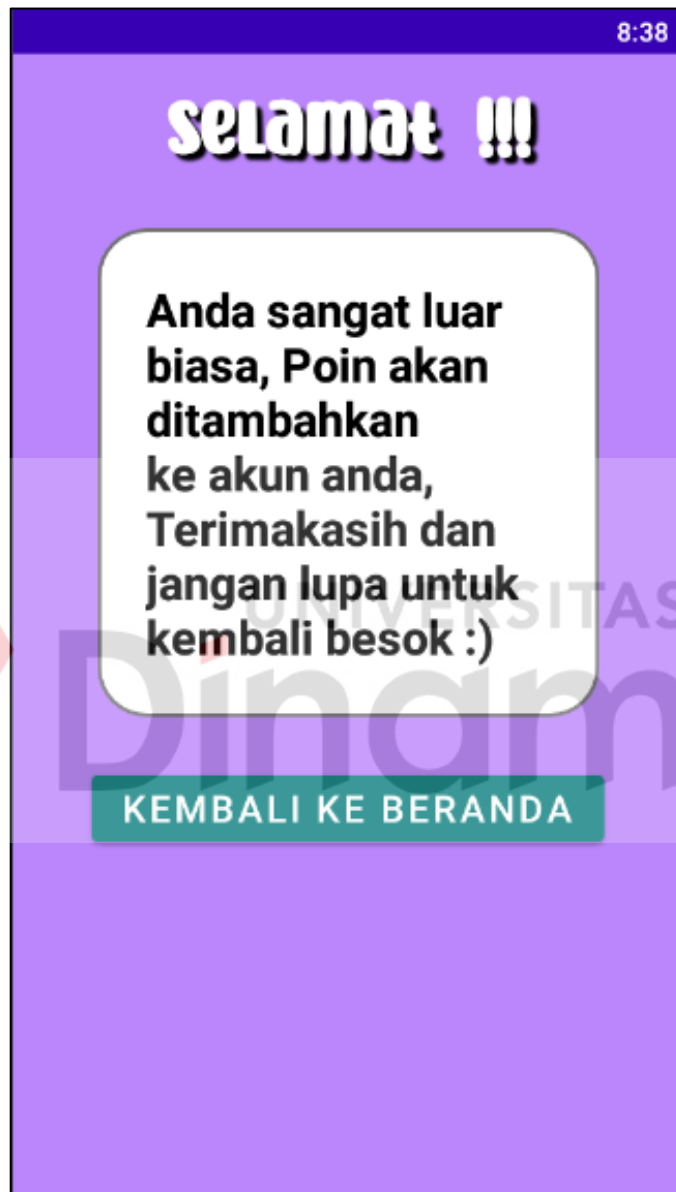 8:38
Selamat !!!
Anda sangat luar
biasa, Poin akan
ditambahkan
ke akun anda,
Terimakasih dan
jangan lupa untuk
kembali besok :)
UNIVERSITAS
Dinam
KEMBALI KE BERANDA